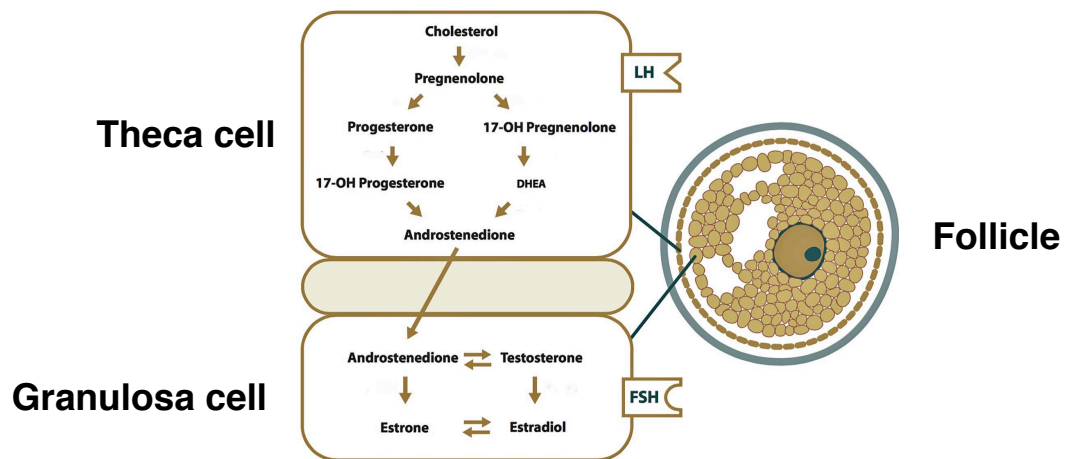 Cholesterol
LH
Pregnenolone
Theca cell
Progesterone
17-OH Pregnenolone
17-OH Progesterone
DHEA
Androstenedione
Follicle
Androstenedione
Testosterone
Granulosa cell
FSH
Estrone
Estradiol